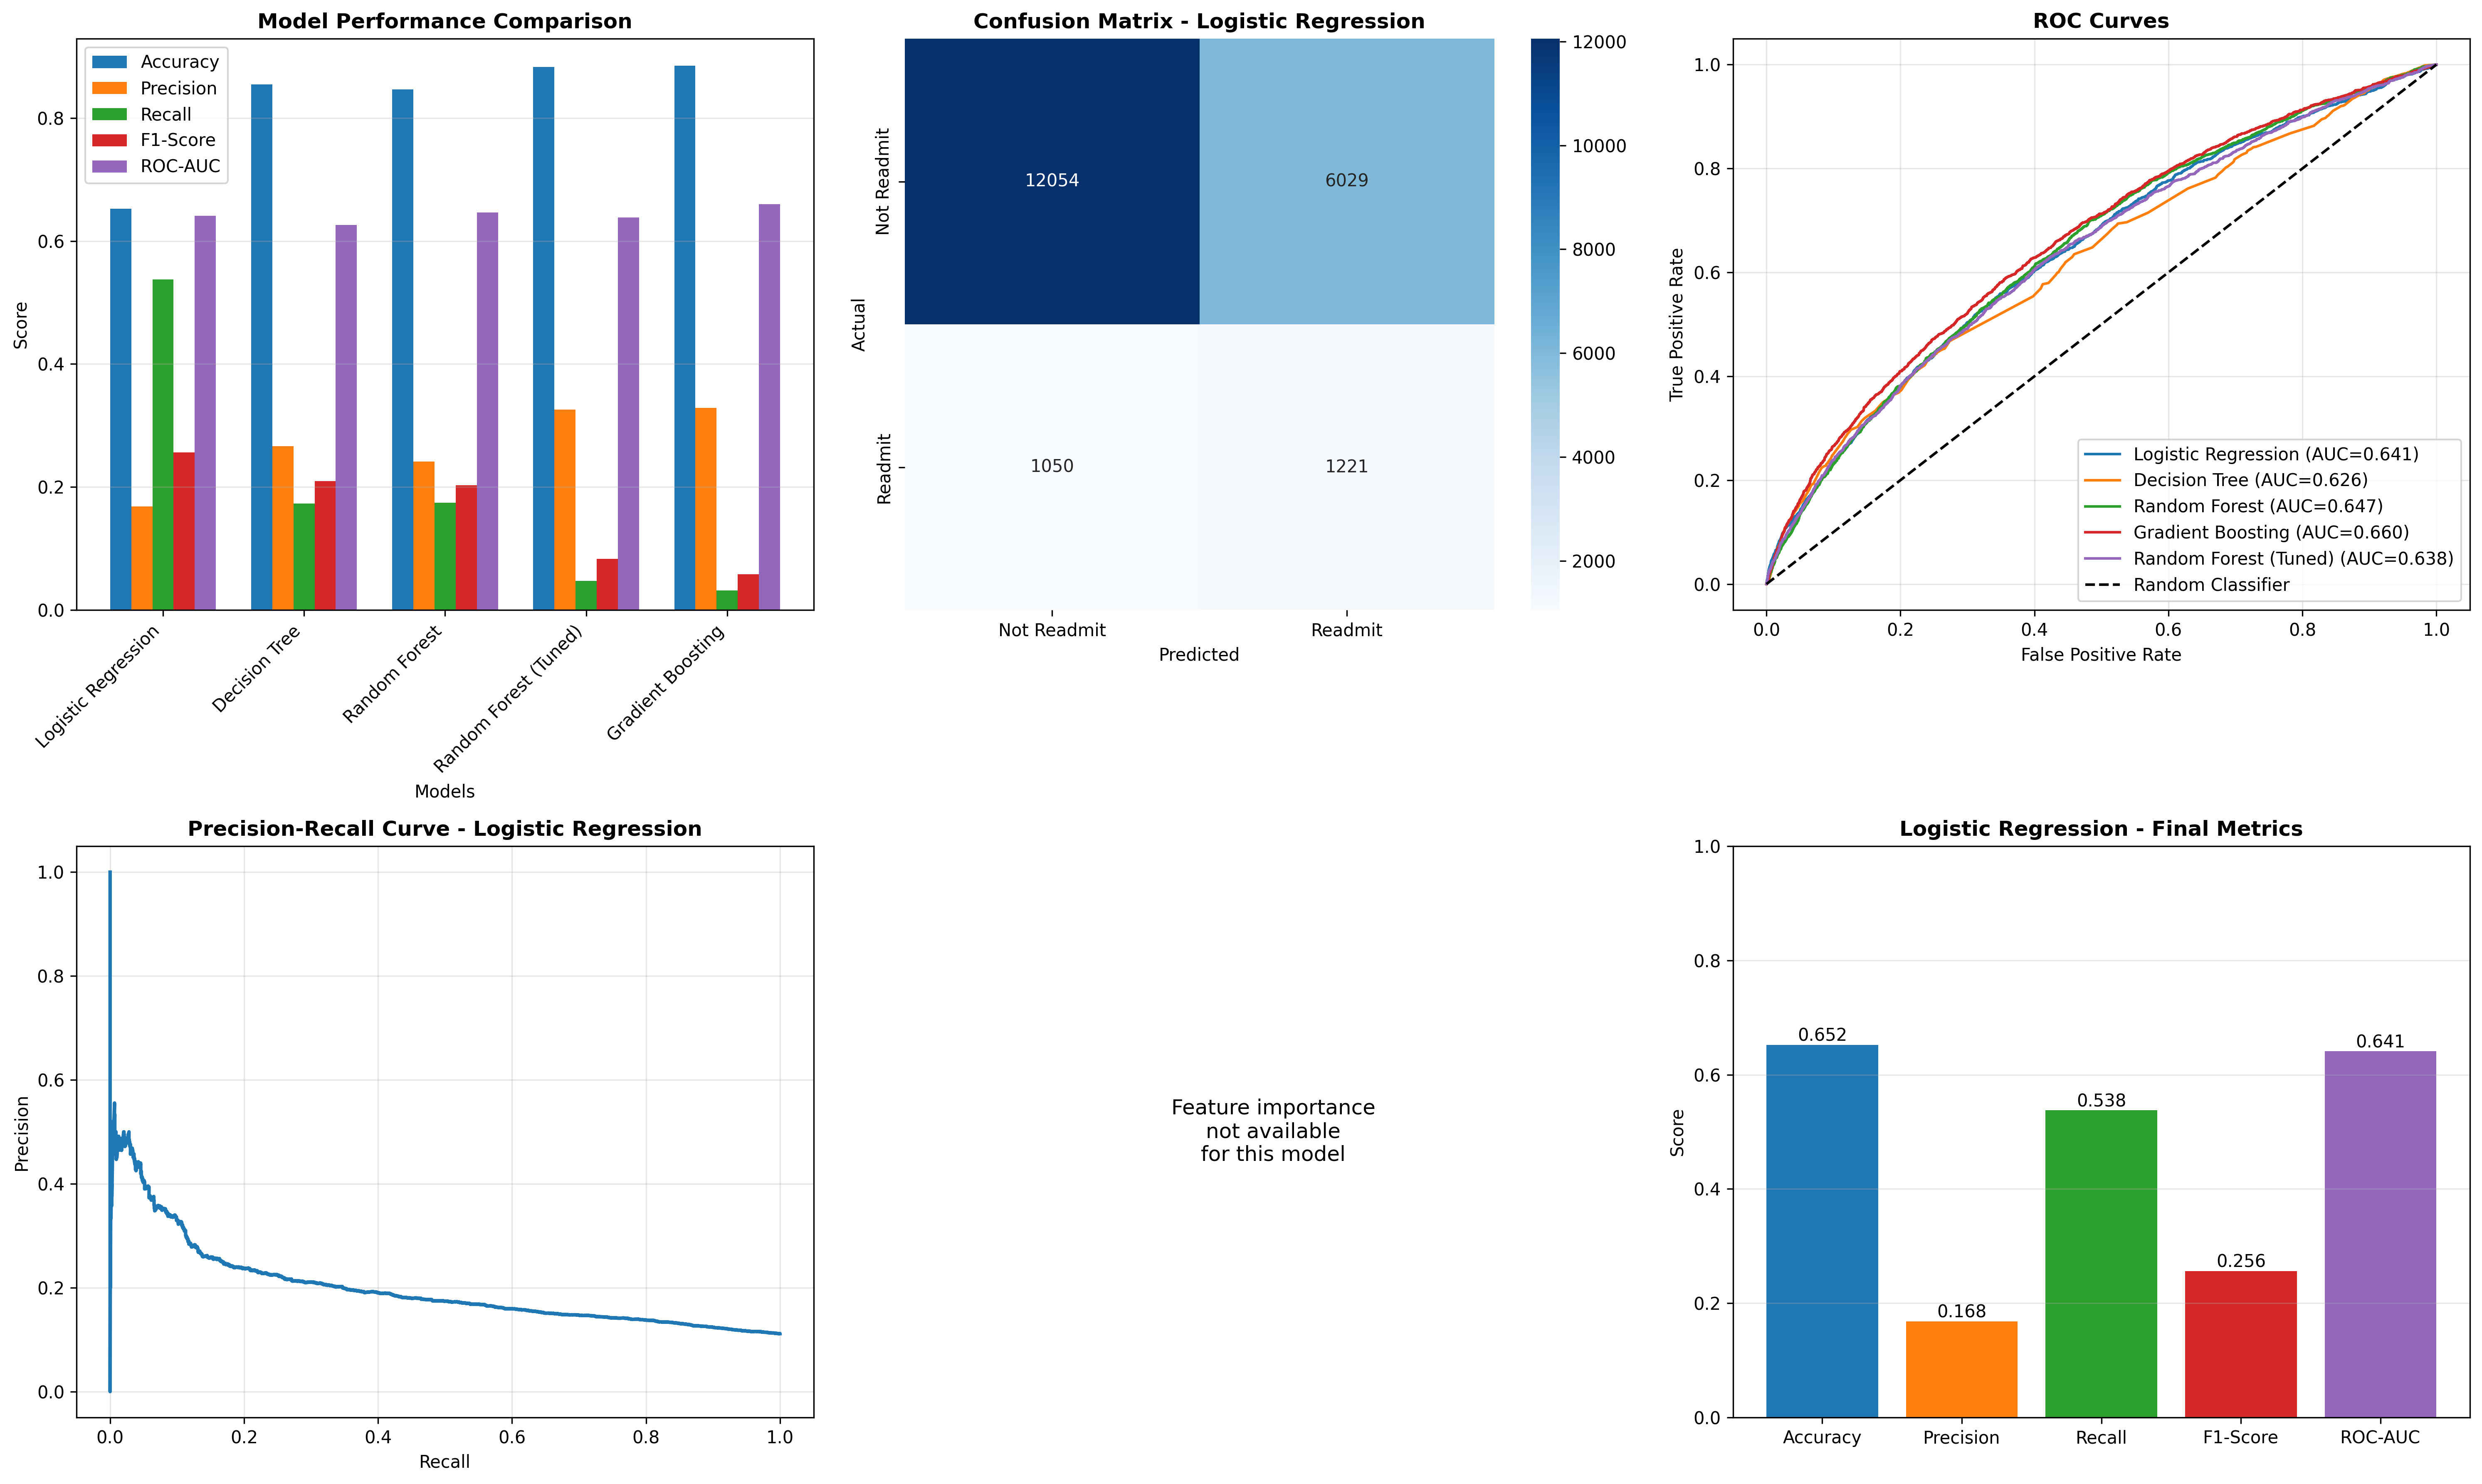 Model Performance Comparison
Accuracy
Precision
Recall
F1-Score
ROC-AUC
Score
0.8
0.6
0.4
0.2
0.0
Logistic Regression
Decision Tree
Random Forest
Random Forest (Tuned)
Gradient Boosting
Models
Confusion Matrix - Logistic Regression
Actual
Not Readmit
Readmit
12054
6029
1050
1221
Not Readmit
Readmit
Predicted
12000
10000
8000
6000
4000
2000
ROC Curves
True Positive Rate
1.0
0.8
0.6
0.4
0.2
0.0
Logistic Regression (AUC=0.641)
Decision Tree (AUC=0.626)
Random Forest (AUC=0.647)
Gradient Boosting (AUC=0.660)
Random Forest (Tuned) (AUC=0.638)
Random Classifier
0.0 0.2 0.4 0.6 0.8 1.0
False Positive Rate
Precision-Recall Curve - Logistic Regression
Precision
1.0
0.8
0.6
0.4
0.2
0.0
0.0 0.2 0.4 0.6 0.8 1.0
Recall
Feature importance
not available
for this model
Logistic Regression - Final Metrics
Score
1.0
0.8
0.6
0.4
0.2
0.0
0.652
0.168
0.538
0.256
0.641
Accuracy Precision Recall F1-Score ROC-AUC